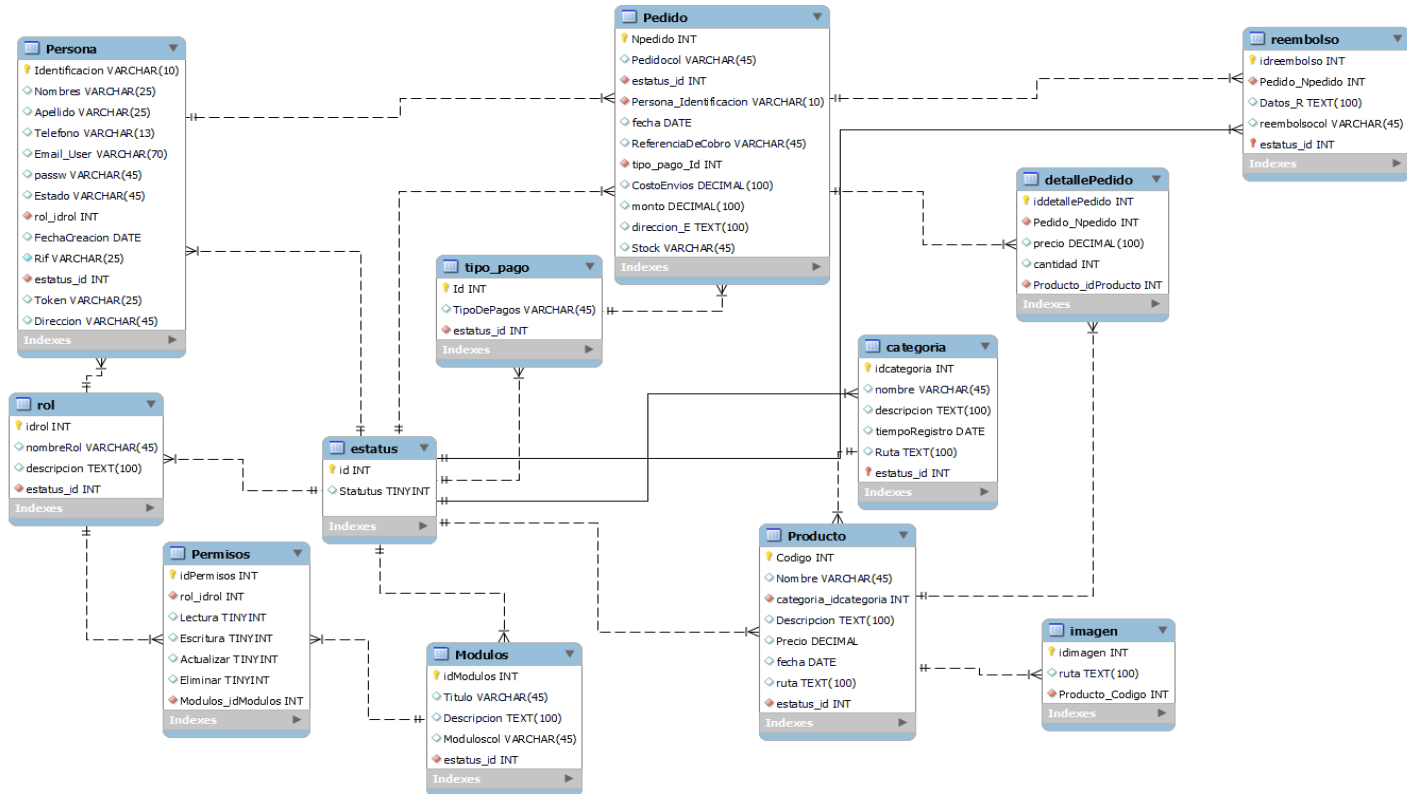 Persona
Identificacion VARCHAR(10)
Nombres VARCHAR(25)
Apellido VARCHAR(25)
Telefono VARCHAR(13)
Email_User VARCHAR(70)
passw VARCHAR(45)
Estado VARCHAR(45)
rol_idrol INT
FechaCreacion DATE
Rif VARCHAR(25)
estatus_id INT
Token VARCHAR(25)
Direccion VARCHAR(45)
Indexes
Pedido
Npedido INT
Pedidocol VARCHAR(45)
estatus_id INT
Persona_Identificacion VARCHAR(10)
fecha DATE
ReferenciaDeCobro VARCHAR(45)
tipo_pago_Id INT
CostoEnvios DECIMAL(100)
monto DECIMAL(100)
direccion_E TEXT(100)
Stock VARCHAR(45)
Indexes
reembolso
idreembolso INT
Pedido_Npedido INT
Datos_R TEXT(100)
reembolsocol VARCHAR(45)
estatus_id INT
Indexes
detallePedido
iddetallePedido INT
Pedido_Npedido INT
precio DECIMAL(100)
cantidad INT
Producto_idProducto INT
Indexes
tipo_pago
Id INT
TipoDePagos VARCHAR(45)
estatus_id INT
Indexes
categoria
idcategoria INT
nombre VARCHAR(45)
descripcion TEXT(100)
tiempoRegistro DATE
Ruta TEXT(100)
estatus_id INT
Indexes
rol
idrol INT
nombreRol VARCHAR(45)
descripcion TEXT(100)
estatus_id INT
Indexes
estatus
id INT
Statutus TINYINT
Indexes
Permisos
idPermisos INT
rol_idrol INT
Lectura TINYINT
Escritura TINYINT
Actualizar TINYINT
Eliminar TINYINT
Modulos_idModulos INT
Indexes
Modulos
idModulos INT
Titulo VARCHAR(45)
Descripcion TEXT(100)
Moduloscol VARCHAR(45)
estatus_id INT
Indexes
Producto
Codigo INT
Nombre VARCHAR(45)
categoria_idcategoria INT
Descripcion TEXT(100)
Precio DECIMAL
fecha DATE
ruta TEXT(100)
estatus_id INT
Indexes
imagen
idimagen INT
ruta TEXT(100)
Producto_Codigo INT
Indexes